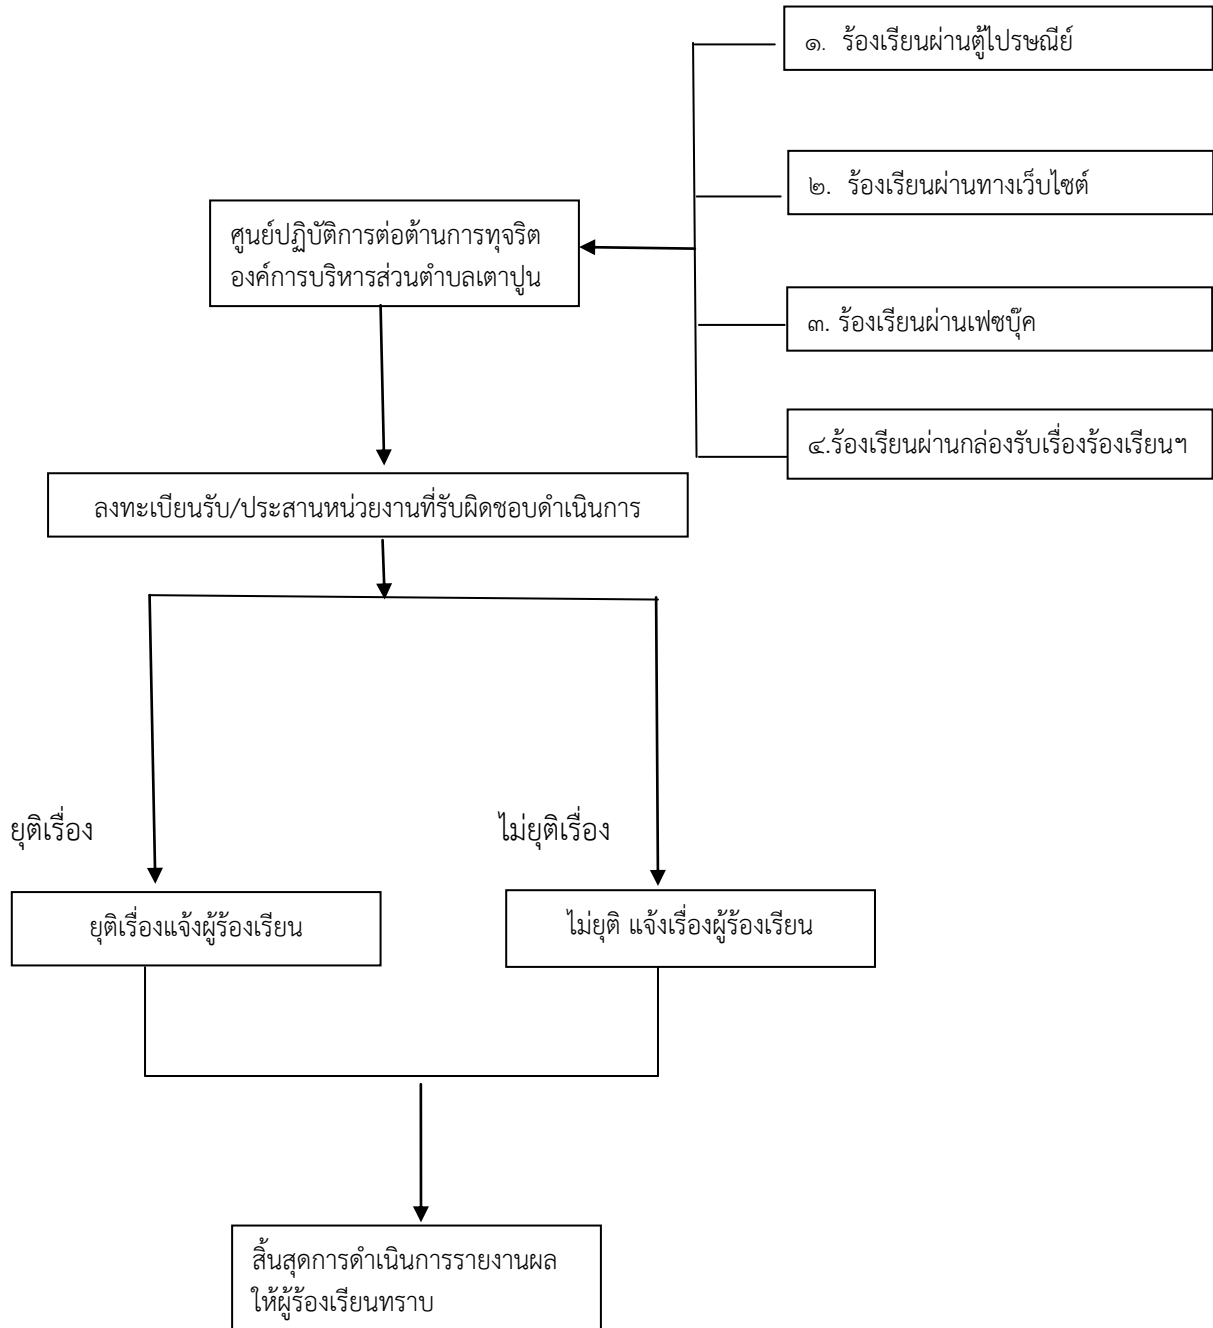 ๑. ร้องเรียนผ่านตู้ไปรษณีย์
๒. ร้องเรียนผ่านทางเว็บไซต์
ศูนย์ปฏิบัติการต่อต้านการทุจริต
องค์การบริหารส่วนตำบลเตาปูน
๓. ร้องเรียนผ่านเฟซบุ๊ค
๔.ร้องเรียนผ่านกล่องรับเรื่องร้องเรียนฯ
ลงทะเบียนรับ/ประสานหน่วยงานที่รับผิดชอบดำเนินการ
ยุติเรื่อง
ไม่ยุติเรื่อง
ยุติเรื่องแจ้งผู้ร้องเรียน
ไม่ยุติ แจ้งเรื่องผู้ร้องเรียน
สิ้นสุดการดำเนินการรายงานผล
ให้ผู้ร้องเรียนทราบ